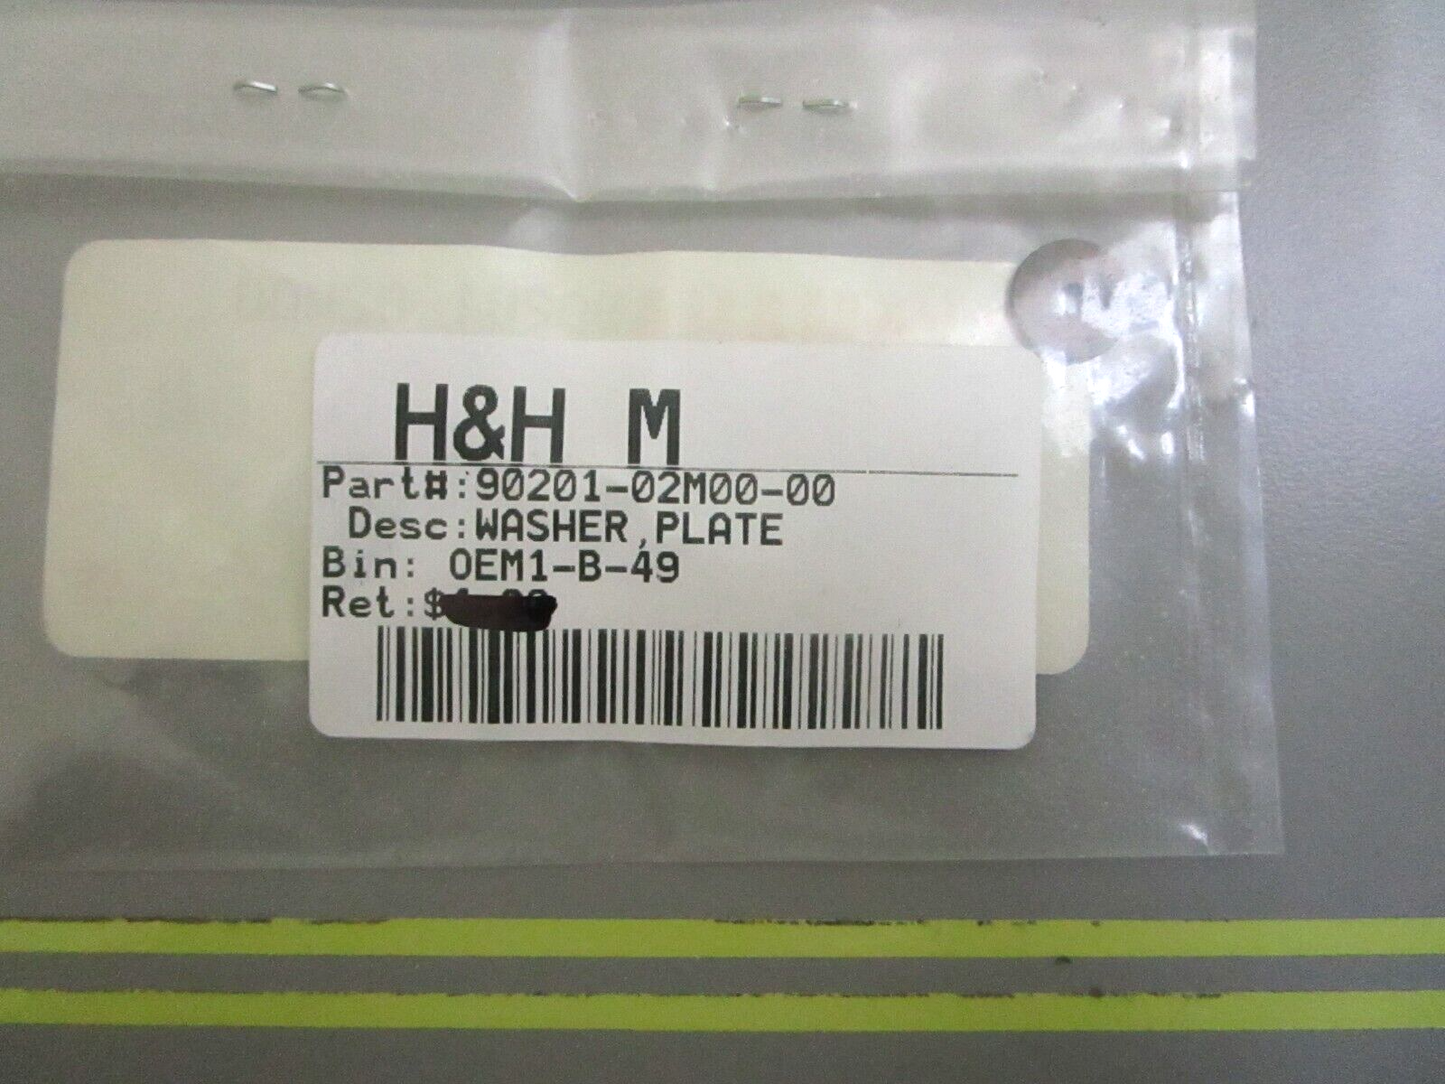 H&H M
Part#:90201-02M00-00
Desc:WASHER,PLATE
Bin: OEM1-B-49
Ret:$